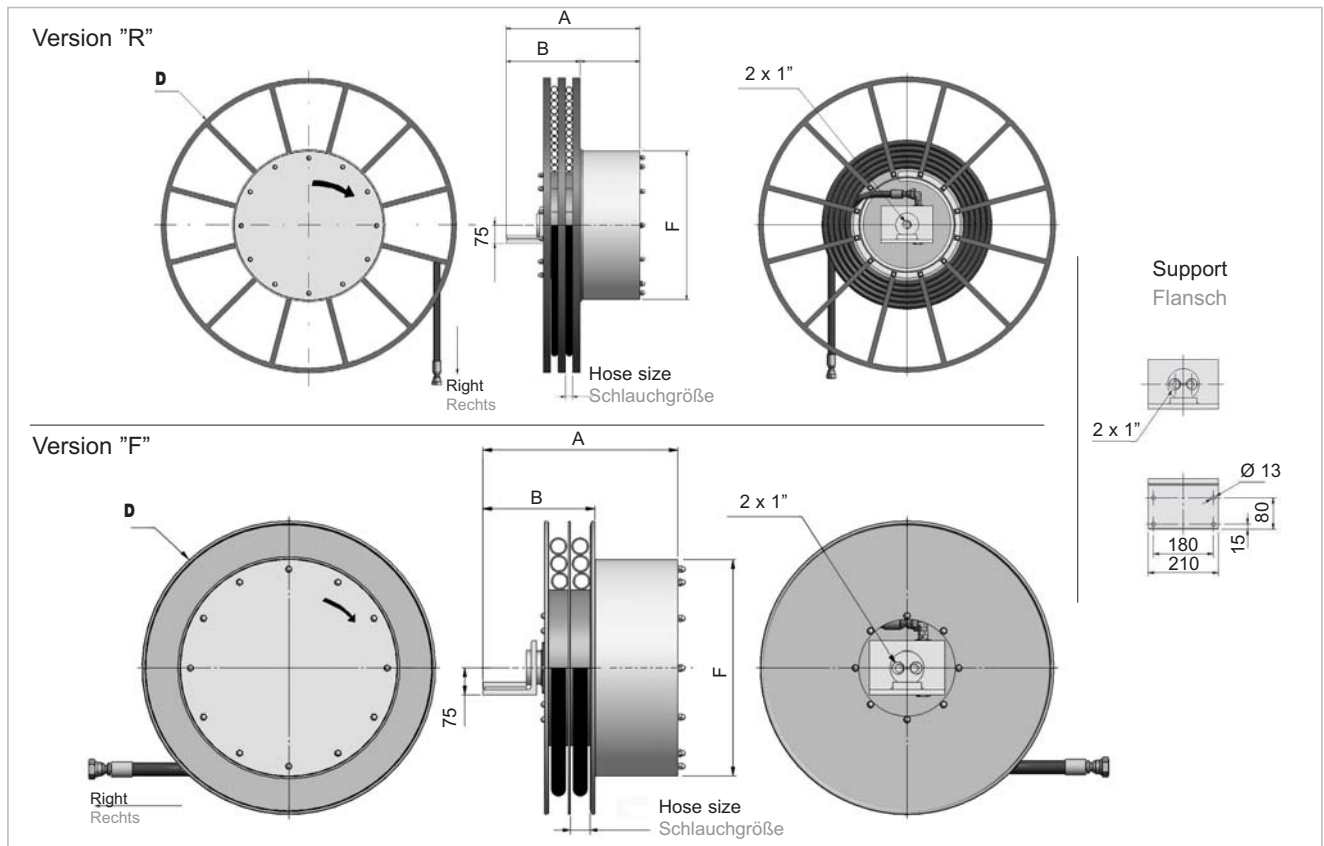 Version "R"
A
B
D
2 x 1"
75
F
Hose size
Schlauchgröße
Right
Rechts
Support
Flansch
2 x 1"
Ø 13
80
15
180
210
Version "F"
A
B
D
2 x 1"
75
F
Right
Rechts
Hose size
Schlauchgröße